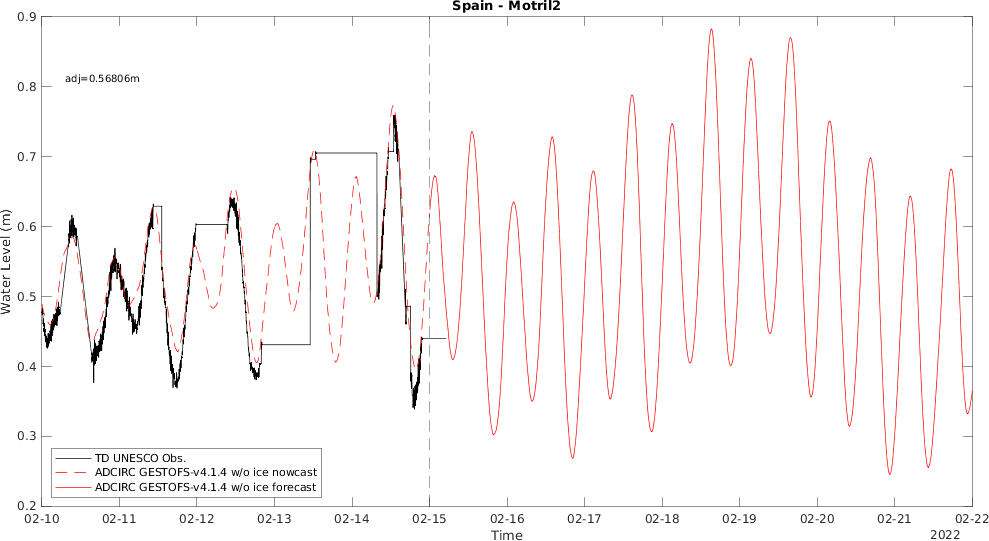 Spain - Motril2
0.9
0.8
0.7
0.6
0.5
0.4
0.3
0.2
Water Level (m)
adj=0.56806m
TD UNESCO Obs.
ADCIRC GESTOFS-v4.1.4 w/o ice nowcast
ADCIRC GESTOFS-v4.1.4 w/o ice forecast
02-10 02-11 02-12 02-13 02-14 02-15 02-16 02-17 02-18 02-19 02-20 02-21 02-22
Time
2022